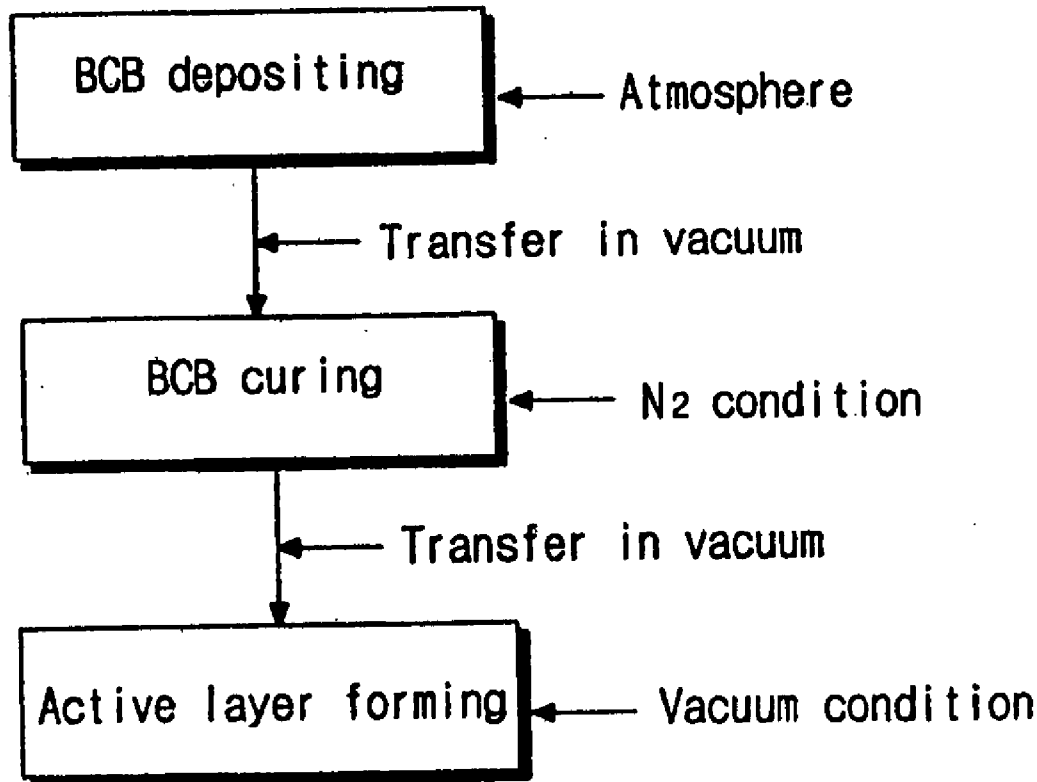 BCB depositing
Atmosphere
Transfer in vacuum
BCB curing
N2 condition
Transfer in vacuum
Active layer forming
Vacuum condition